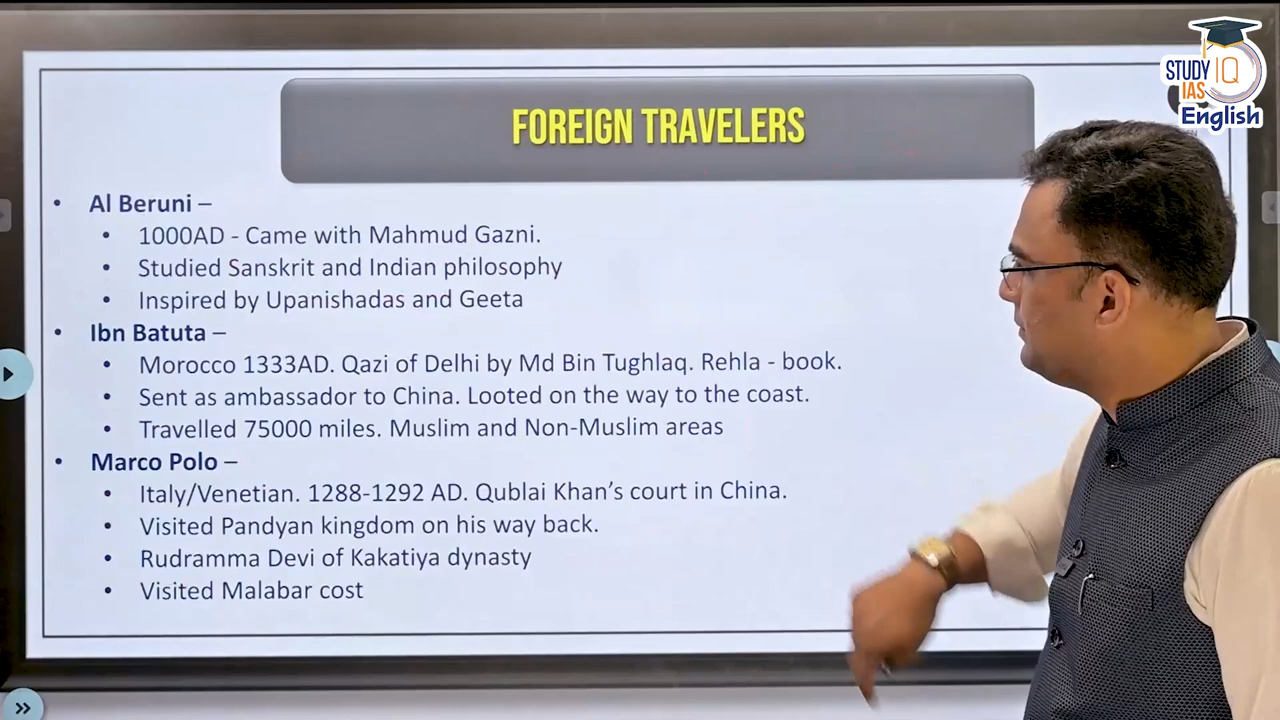 STUDY IQ
IAS
English
FOREIGN TRAVELERS
• Al Beruni –
• 1000AD - Came with Mahmud Gazni.
• Studied Sanskrit and Indian philosophy
• Inspired by Upanishadas and Geeta
• Ibn Batuta –
• Morocco 1333AD. Qazi of Delhi by Md Bin Tughlaq. Rehla - book.
• Sent as ambassador to China. Looted on the way to the coast.
• Travelled 75000 miles. Muslim and Non-Muslim areas
• Marco Polo –
• Italy/Venetian. 1288-1292 AD. Qublai Khan's court in China.
• Visited Pandyan kingdom on his way back.
• Rudramma Devi of Kakatiya dynasty
• Visited Malabar cost